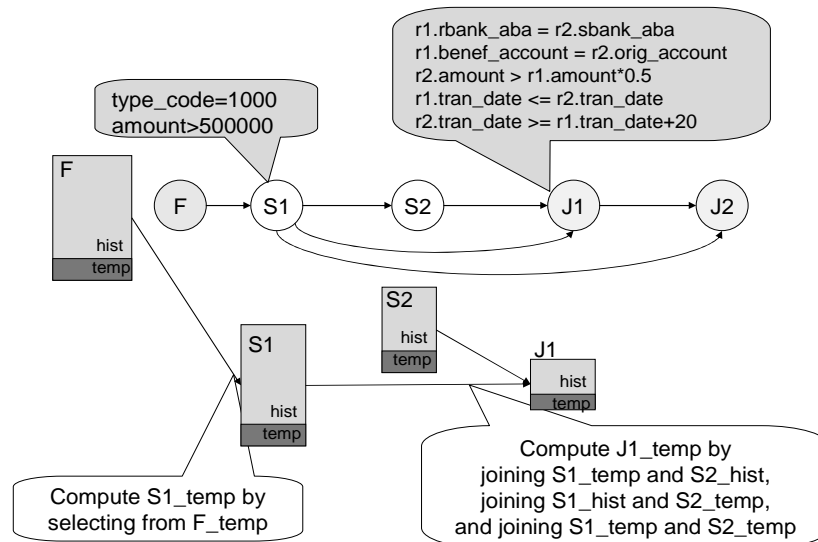 r1.rbank_aba = r2.sbank_aba
r1.benef_account = r2.orig_account
r2.amount > r1.amount*0.5
r1.tran_date <= r2.tran_date
r2.tran_date >= r1.tran_date+20
type_code=1000
amount>500000
F
hist
temp
F
S1
S2
J1
J2
S2
hist
temp
S1
hist
temp
J1
hist
temp
Compute S1_temp by
selecting from F_temp
Compute J1_temp by
joining S1_temp and S2_hist,
joining S1_hist and S2_temp,
and joining S1_temp and S2_temp